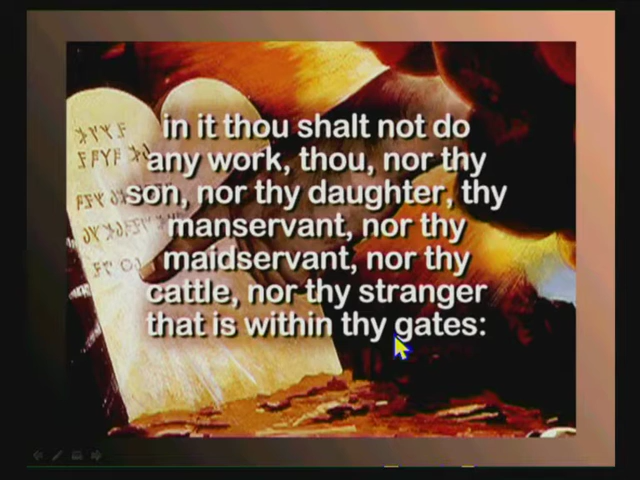 in it thou shalt not do
any work, thou, nor thy
son, nor thy daughter, thy
manservant, nor thy
maidservant, nor thy
cattle, nor thy stranger
that is within thy gates: